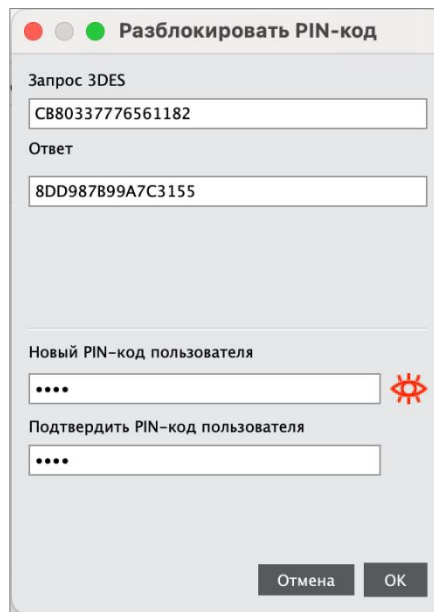 Разблокировать PIN-код
Запрос 3DES
CB80337776561182
Ответ
8DD987B99A7C3155
Новый PIN-код пользователя
••••
Подтвердить PIN-код пользователя
••••
Отмена
OK